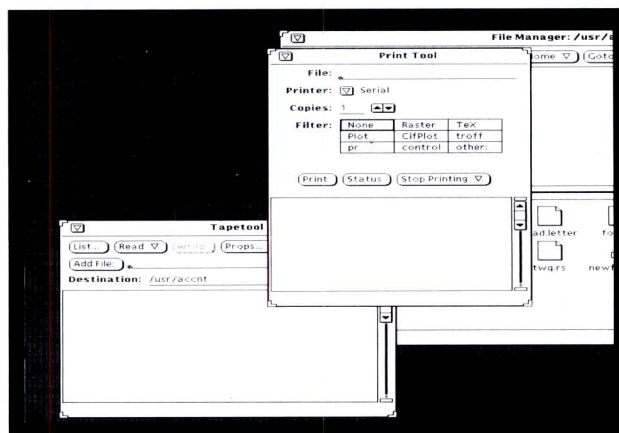 File Manager: /usr/a
Print Tool
ome
Goto
File:
Printer: Serial
Copies: 1
Filter: None Raster TeX
Plot CifPlot troff
pr control other:
Print Status Stop Printing
Tapetool
List... Read Write Props...
Add File:
Destination: /usr/accnt
ad.letter fo
twq.rs newf